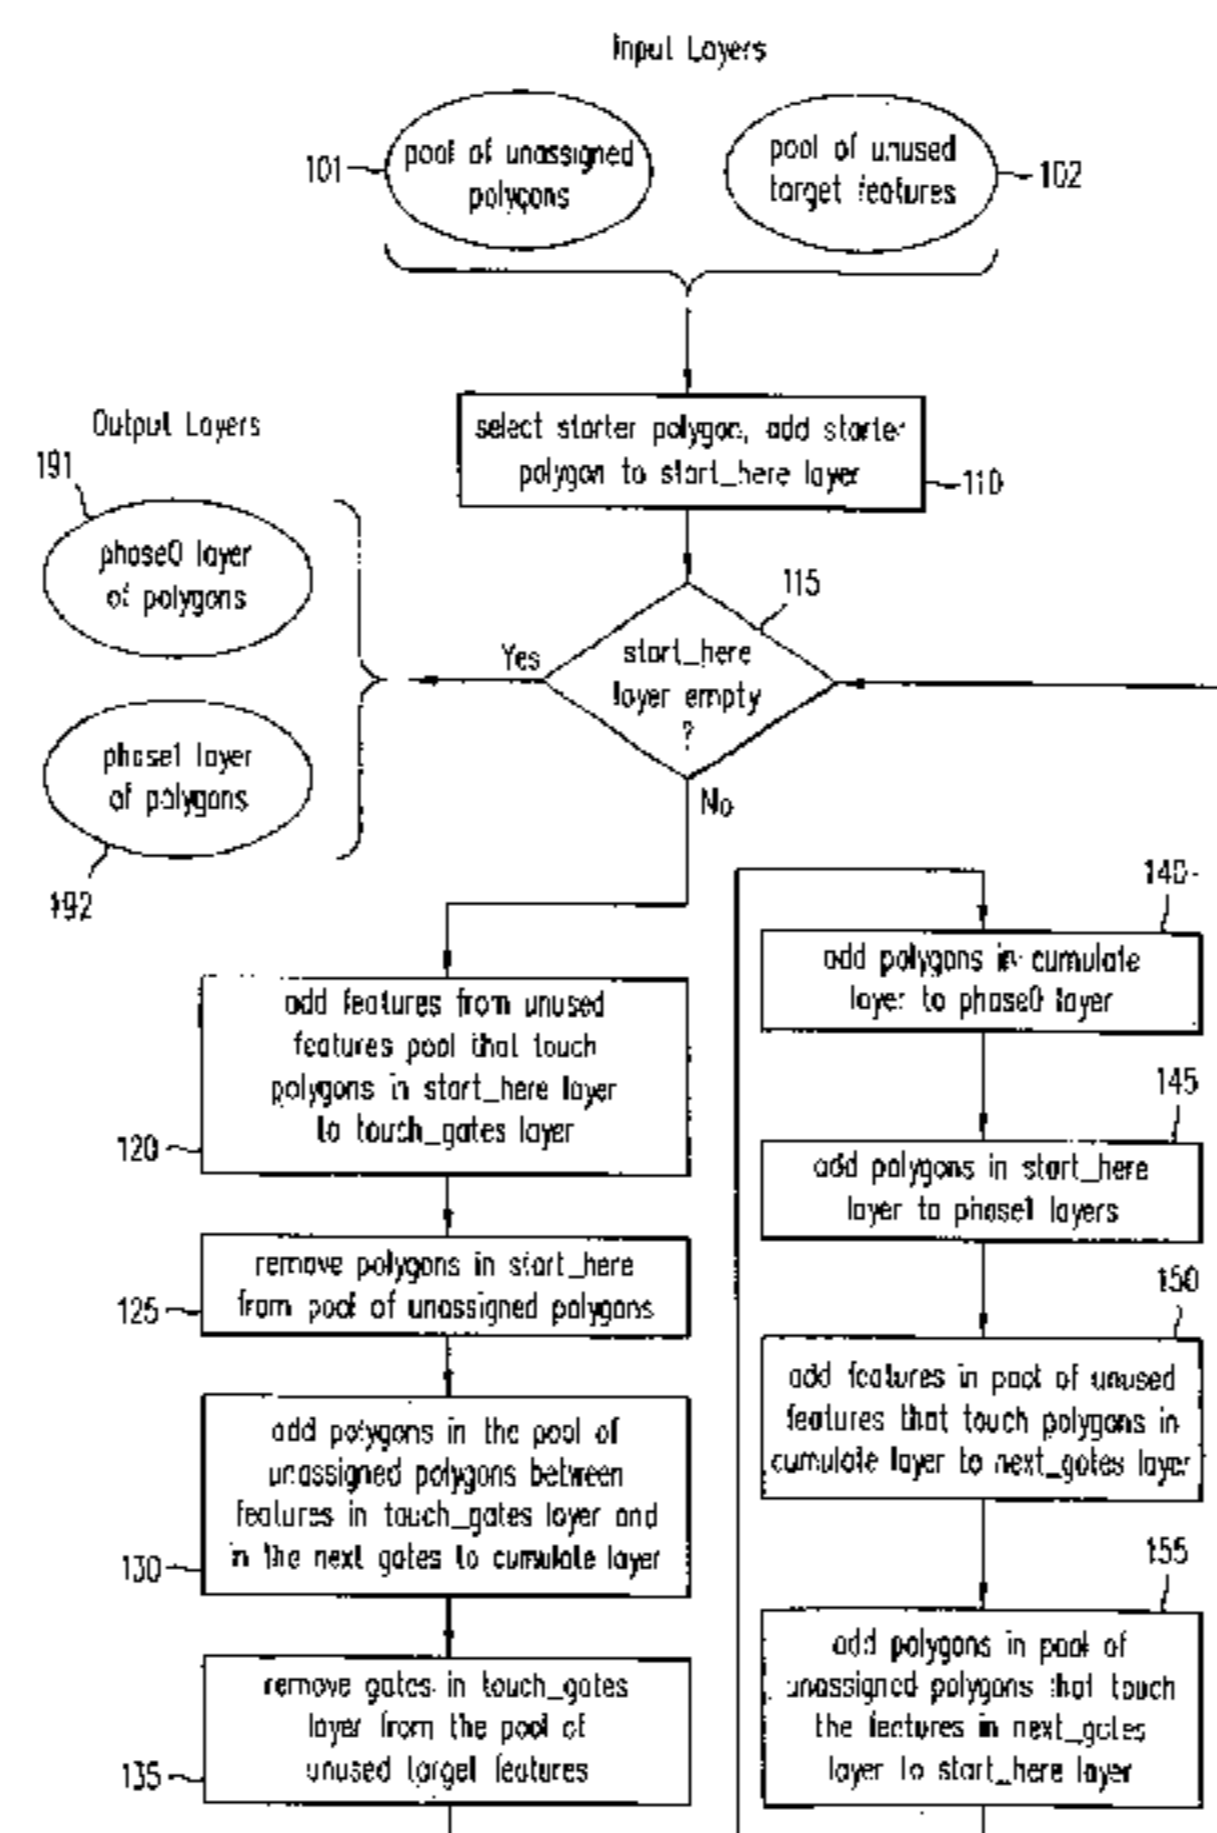 Input Layers
101
pool of unassigned
polygons
pool of unused
target features
102
select starter polygon, add starter
polygon to start_here layer
110
Output Layers
191
phase0 layer
of polygons
phase1 layer
of polygons
192
115
start_here
layer empty
?
Yes
No
add features from unused
features pool that touch
polygons in start_here layer
to touch_gates layer
120
remove polygons in start_here
from pool of unassigned polygons
125
add polygons in the pool of
unassigned polygons between
features in touch_gates layer and
in the next gates to cumulate layer
130
remove gates in touch_gates
layer from the pool of
unused target features
135
140
add polygons in cumulate
layer to phase0 layer
145
add polygons in start_here
layer to phase1 layers
150
add features in pool of unused
features that touch polygons in
cumulate layer to next_gates layer
155
add polygons in pool of
unassigned polygons that touch
the features in next_gates
layer to start_here layer